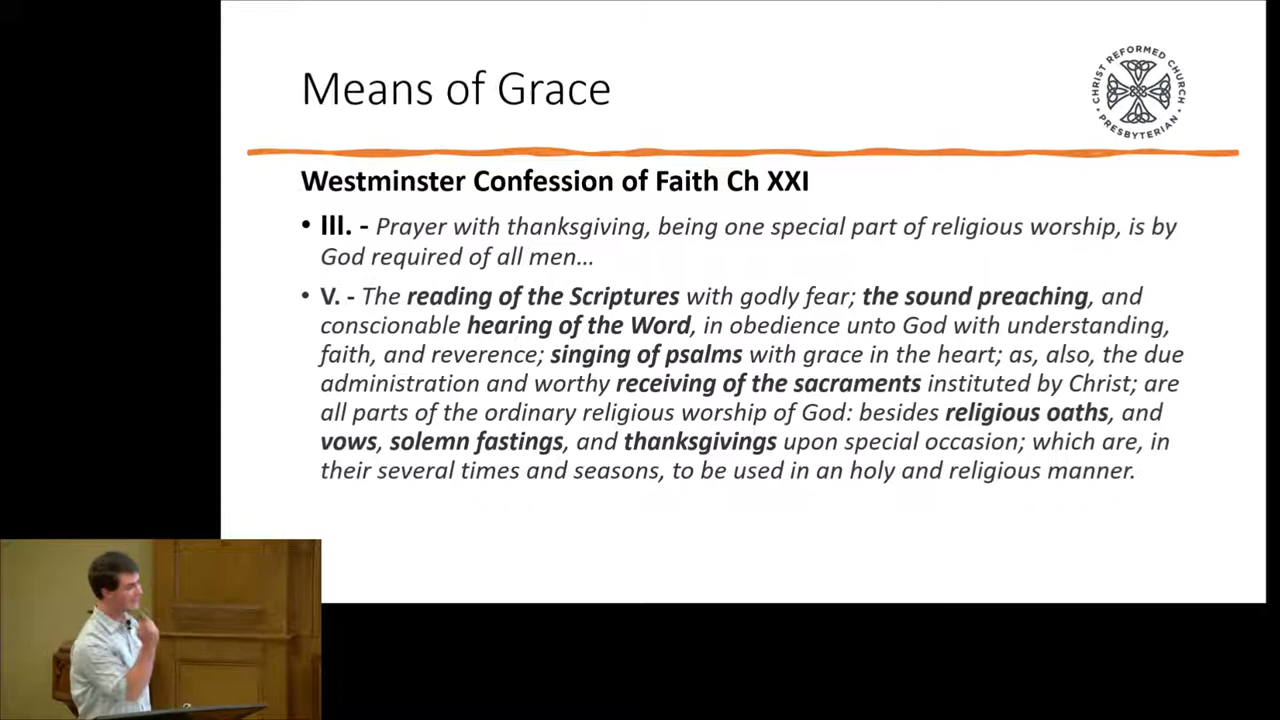 Means of Grace
CHRIST REFORMED CHURCH
• PRESBYTERIAN •
Westminster Confession of Faith Ch XXI
• III. - Prayer with thanksgiving, being one special part of religious worship, is by
God required of all men…
• V. - The reading of the Scriptures with godly fear; the sound preaching, and
conscionable hearing of the Word, in obedience unto God with understanding,
faith, and reverence; singing of psalms with grace in the heart; as, also, the due
administration and worthy receiving of the sacraments instituted by Christ; are
all parts of the ordinary religious worship of God: besides religious oaths, and
vows, solemn fastings, and thanksgivings upon special occasion; which are, in
their several times and seasons, to be used in an holy and religious manner.